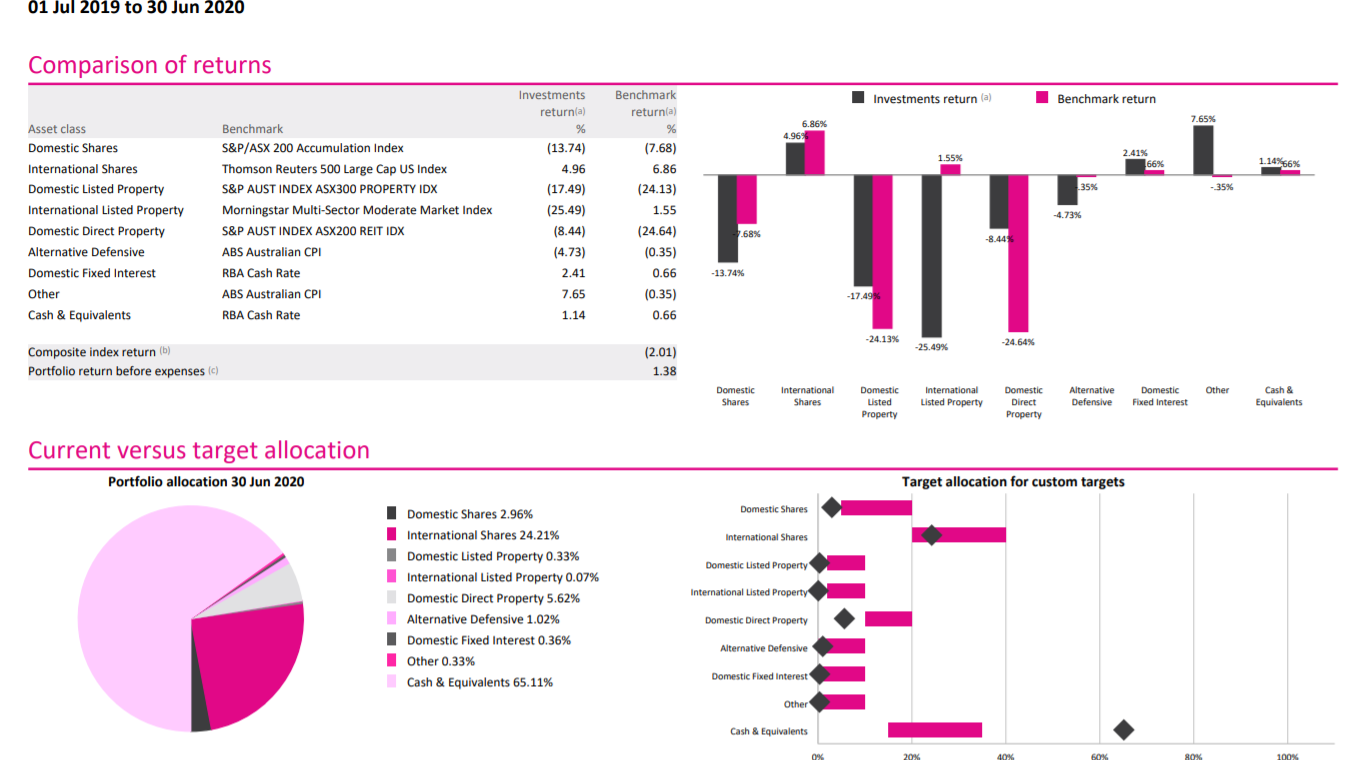 01 Jul 2019 to 30 Jun 2020
Comparison of returns
Investments Benchmark
return(a) return(a)
Asset class Benchmark % %
Domestic Shares S&P/ASX 200 Accumulation Index (13.74) (7.68)
International Shares Thomson Reuters 500 Large Cap US Index 4.96 6.86
Domestic Listed Property S&P AUST INDEX ASX300 PROPERTY IDX (17.49) (24.13)
International Listed Property Morningstar Multi-Sector Moderate Market Index (25.49) 1.55
Domestic Direct Property S&P AUST INDEX ASX200 REIT IDX (8.44) (24.64)
Alternative Defensive ABS Australian CPI (4.73) (0.35)
Domestic Fixed Interest RBA Cash Rate 2.41 0.66
Other ABS Australian CPI 7.65 (0.35)
Cash & Equivalents RBA Cash Rate 1.14 0.66
Composite index return (b) (2.01)
Portfolio return before expenses (c) 1.38
Investments return (a) Benchmark return
-13.74% -7.68%
4.96% 6.86%
-17.49% -24.13%
-25.49% 1.55%
-8.44% -24.64%
-4.73% -.35%
2.41% .66%
7.65% -.35%
1.14% .66%
Domestic Shares
International Shares
Domestic Listed Property
International Listed Property
Domestic Direct Property
Alternative Defensive
Domestic Fixed Interest
Other
Cash & Equivalents
Current versus target allocation
Portfolio allocation 30 Jun 2020
Domestic Shares 2.96%
International Shares 24.21%
Domestic Listed Property 0.33%
International Listed Property 0.07%
Domestic Direct Property 5.62%
Alternative Defensive 1.02%
Domestic Fixed Interest 0.36%
Other 0.33%
Cash & Equivalents 65.11%
Target allocation for custom targets
Domestic Shares
International Shares
Domestic Listed Property
International Listed Property
Domestic Direct Property
Alternative Defensive
Domestic Fixed Interest
Other
Cash & Equivalents
0% 20% 40% 60% 80% 100%